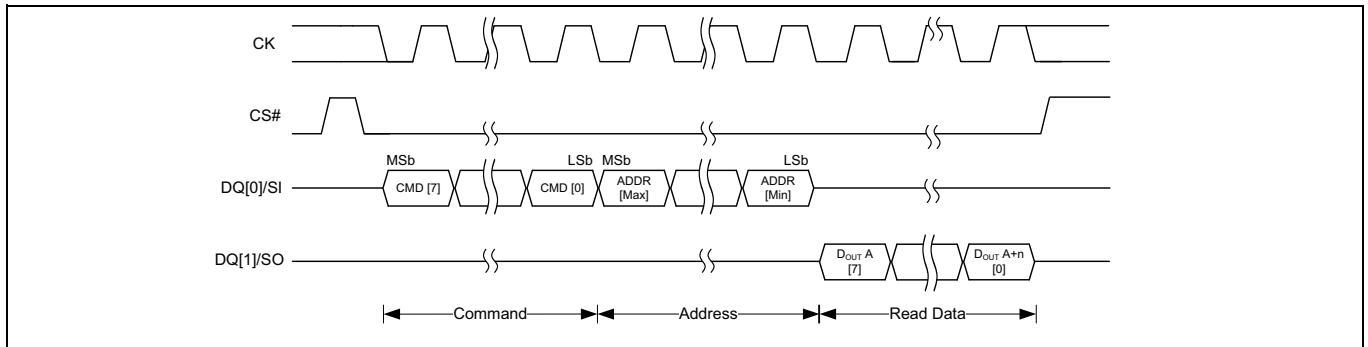 CK
CS#
MSb LSb MSb LSb
DQ[0]/SI CMD [7] CMD [0] ADDR [Max] ADDR [Min]
DQ[1]/SO DOUT A [7] DOUT A+n [0]
Command Address Read Data